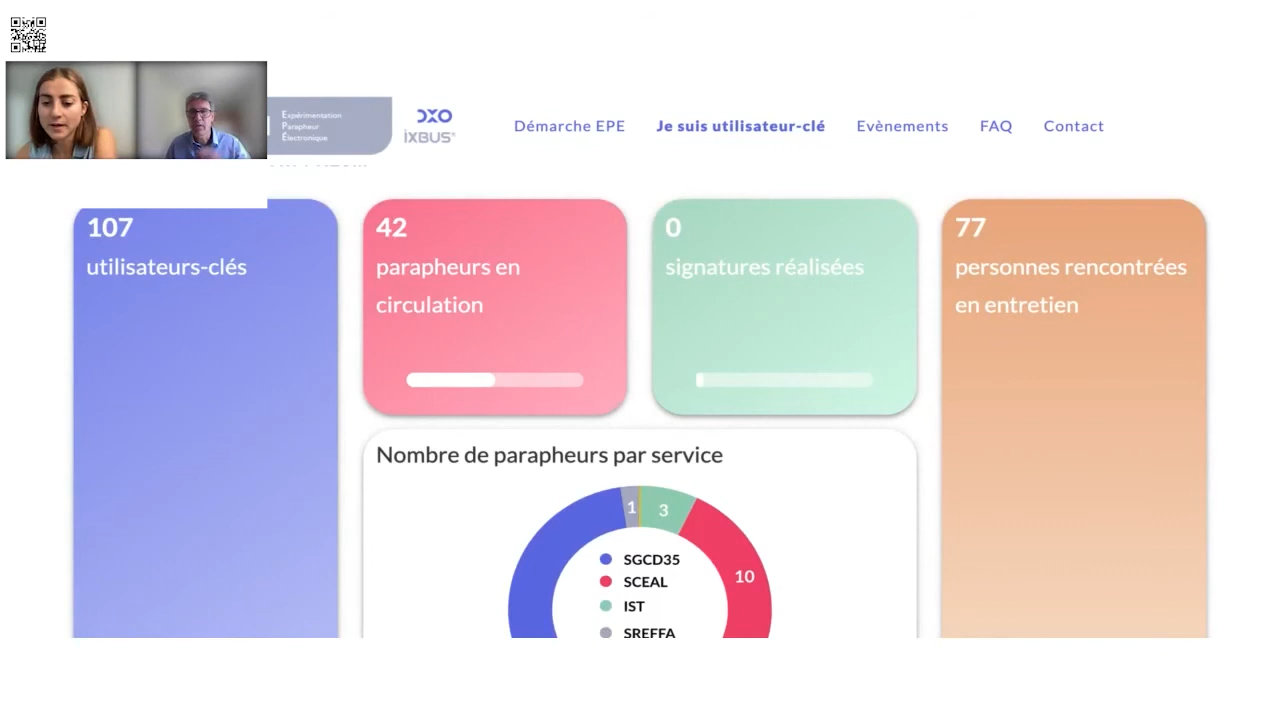 Expérimentation
Parapheur
Électronique
DXO
iXBUS®
Démarche EPE
Je suis utilisateur-clé
Evènements
FAQ
Contact
107
utilisateurs-clés
42
parapheurs en
circulation
0
signatures réalisées
77
personnes rencontrées
en entretien
Nombre de parapheurs par service
1
3
10
SGCD35
SCEAL
IST
SREFFA